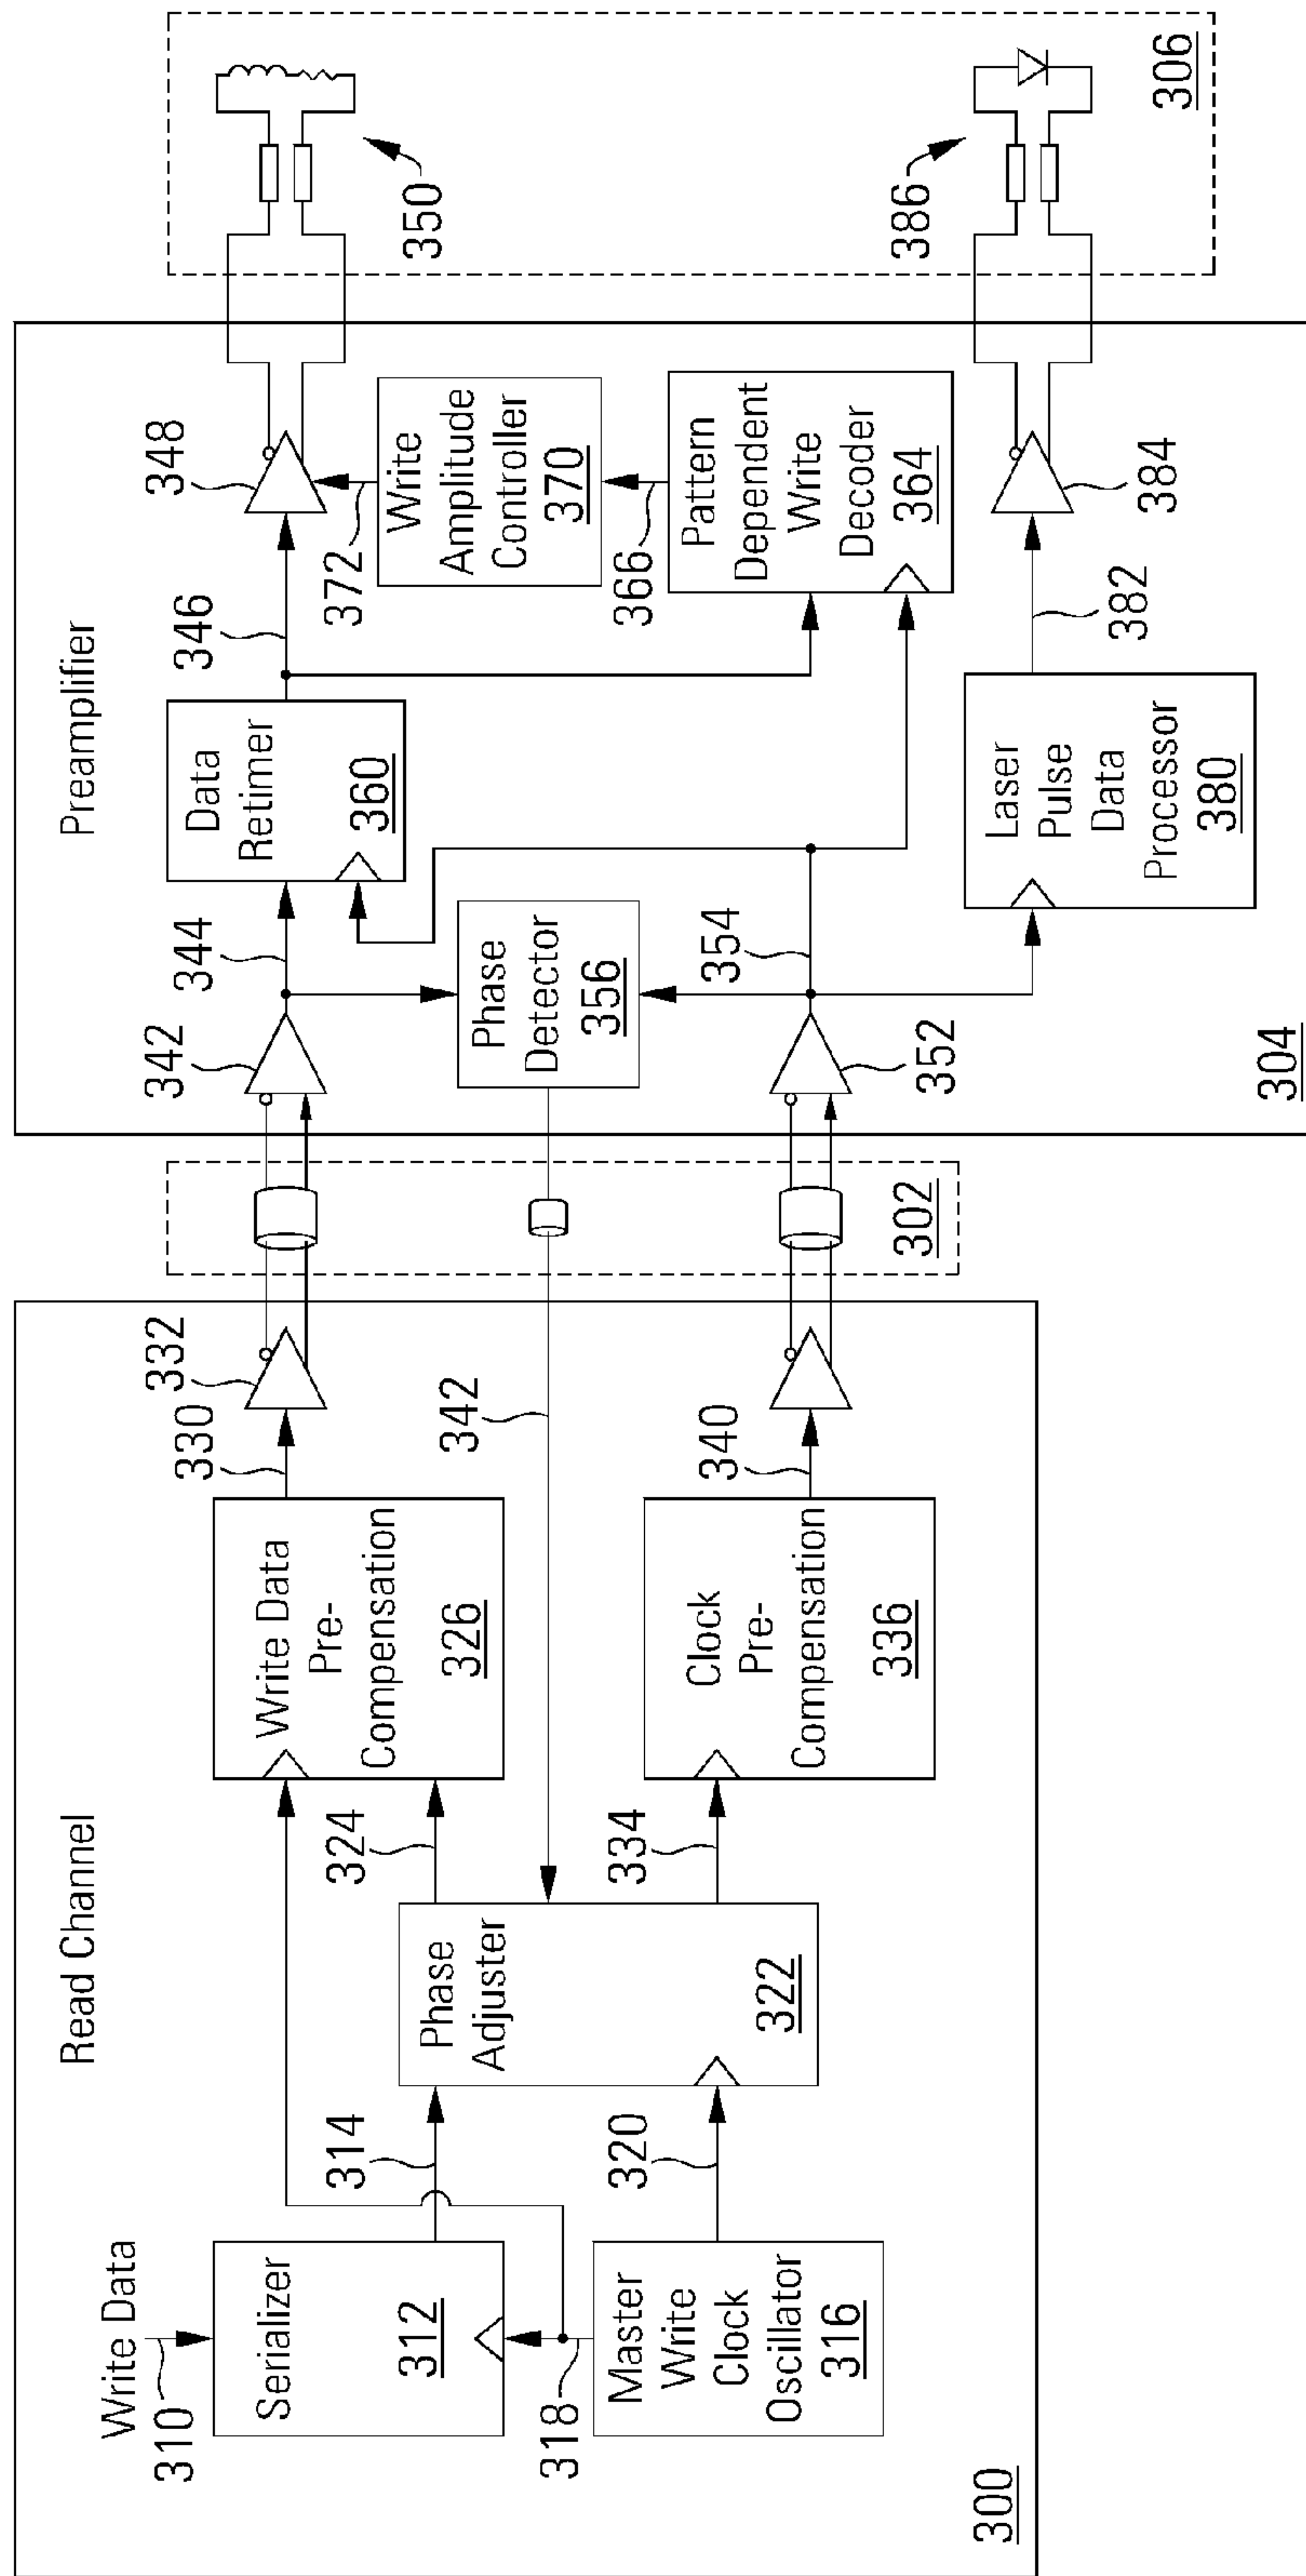 Read Channel
Write Data
310
Serializer
312
314
318
Master
Write
Clock
Oscillator
316
320
Phase
Adjuster
322
324
334
Write Data
Pre-
Compensation
326
330
332
342
Clock
Pre-
Compensation
336
340
300
302
Preamplifier
342
344
Data
Retimer
360
346
348
Phase
Detector
356
352
354
372
Write
Amplitude
Controller
370
366
Pattern
Dependent
Write
Decoder
364
Laser
Pulse
Data
Processor
380
382
384
304
350
386
306